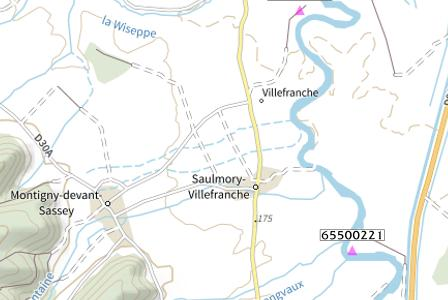 la Wiseppe
Villefranche
D30A
Saulmory-
Villefranche
Montigny-devant-
Sassey
175
65500221